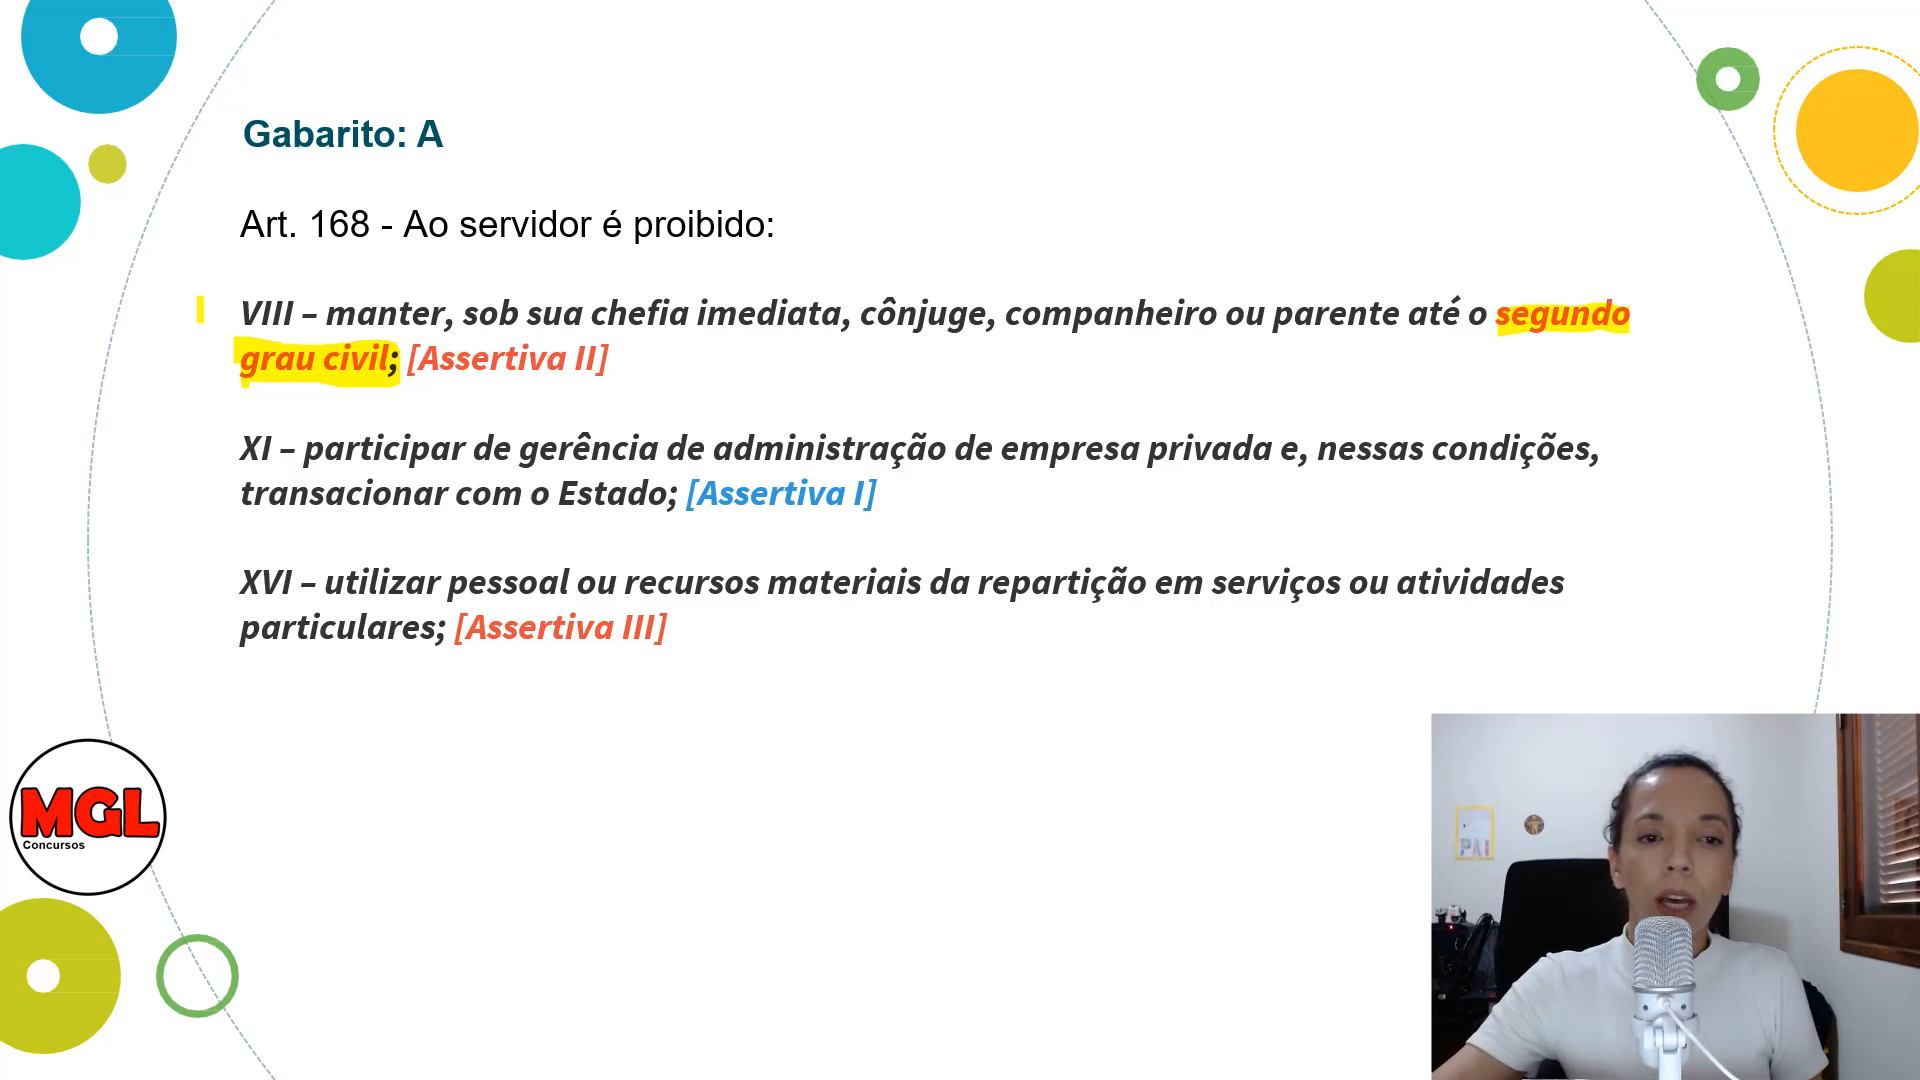 Gabarito: A
Art. 168 - Ao servidor é proibido:
VIII – manter, sob sua chefia imediata, cônjuge, companheiro ou parente até o segundo
grau civil; [Assertiva II]
XI – participar de gerência de administração de empresa privada e, nessas condições,
transacionar com o Estado; [Assertiva I]
XVI – utilizar pessoal ou recursos materiais da repartição em serviços ou atividades
particulares; [Assertiva III]
MGL
Concursos
PAI